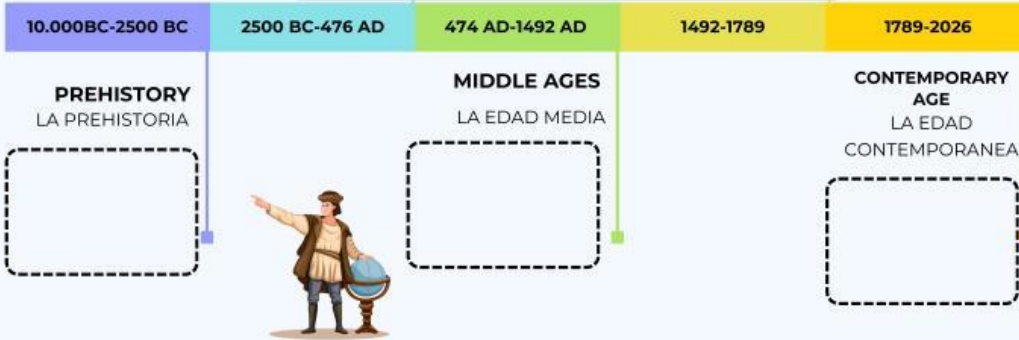 10.000BC-2500 BC
2500 BC-476 AD
474 AD-1492 AD
1492-1789
1789-2026
PREHISTORY
LA PREHISTORIA
MIDDLE AGES
LA EDAD MEDIA
CONTEMPORARY
AGE
LA EDAD
CONTEMPORANEA